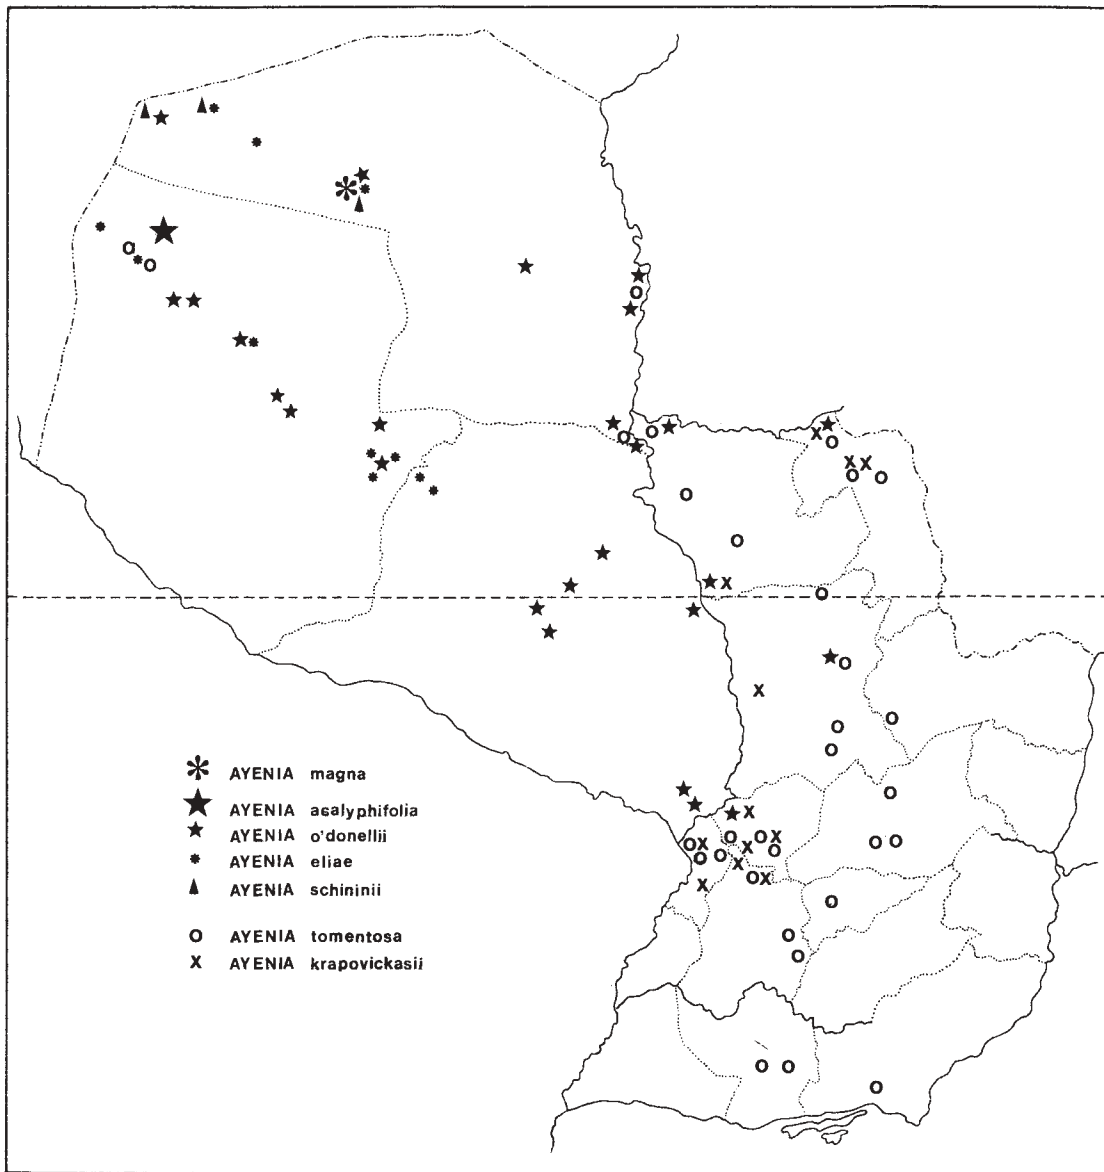 AYENIA magna
AYENIA asalyphifolia
AYENIA o'donellii
AYENIA eliae
AYENIA schininii
AYENIA tomentosa
AYENIA krapovickasii